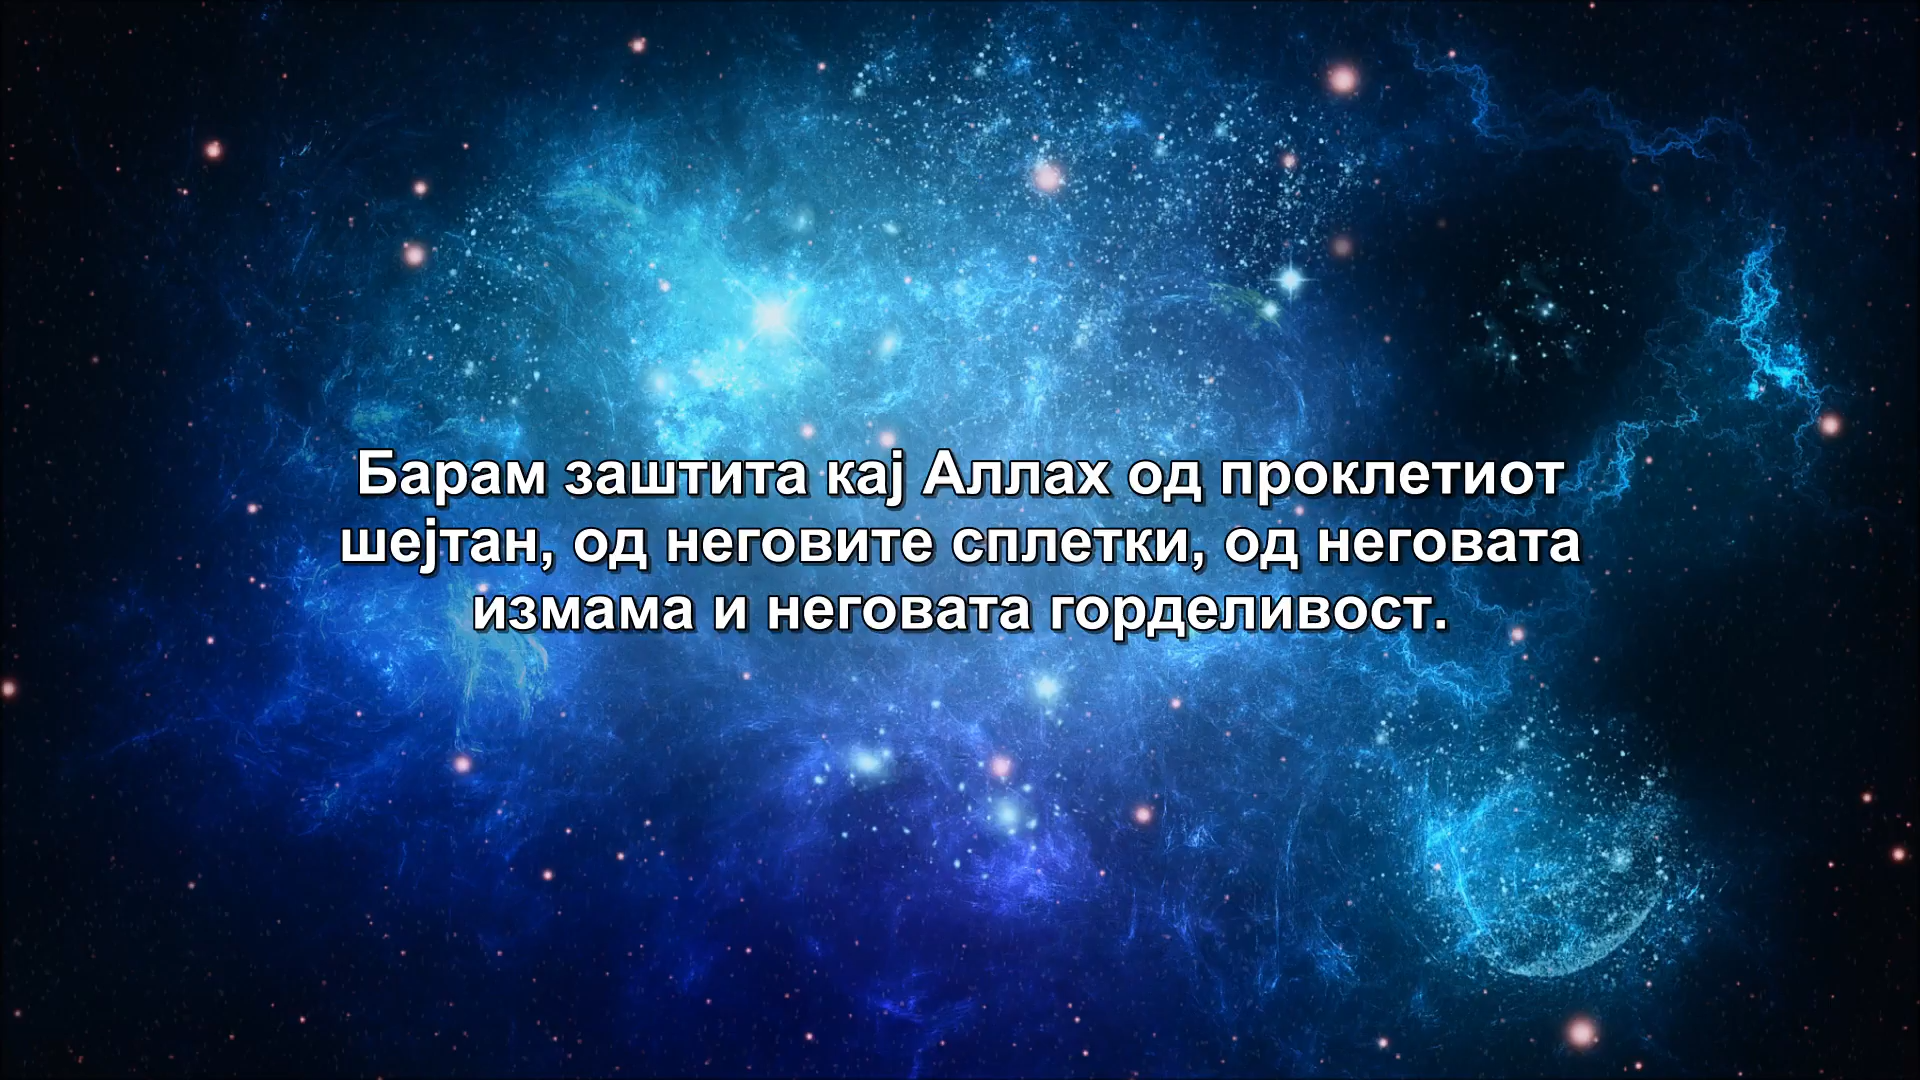 Барам заштита кај Аллах од проклетиот
шејтан, од неговите сплетки, од неговата
измама и неговата горделивост.